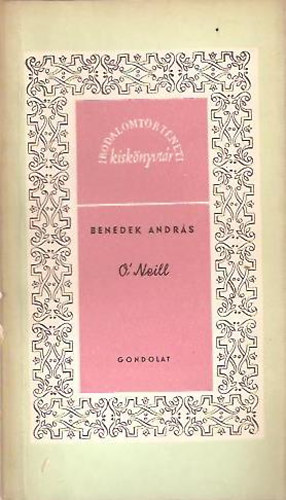 IRODALOMTÖRTÉNETI
kiskönyvtár
BENEDEK ANDRÁS
O'Neill
GONDOLAT